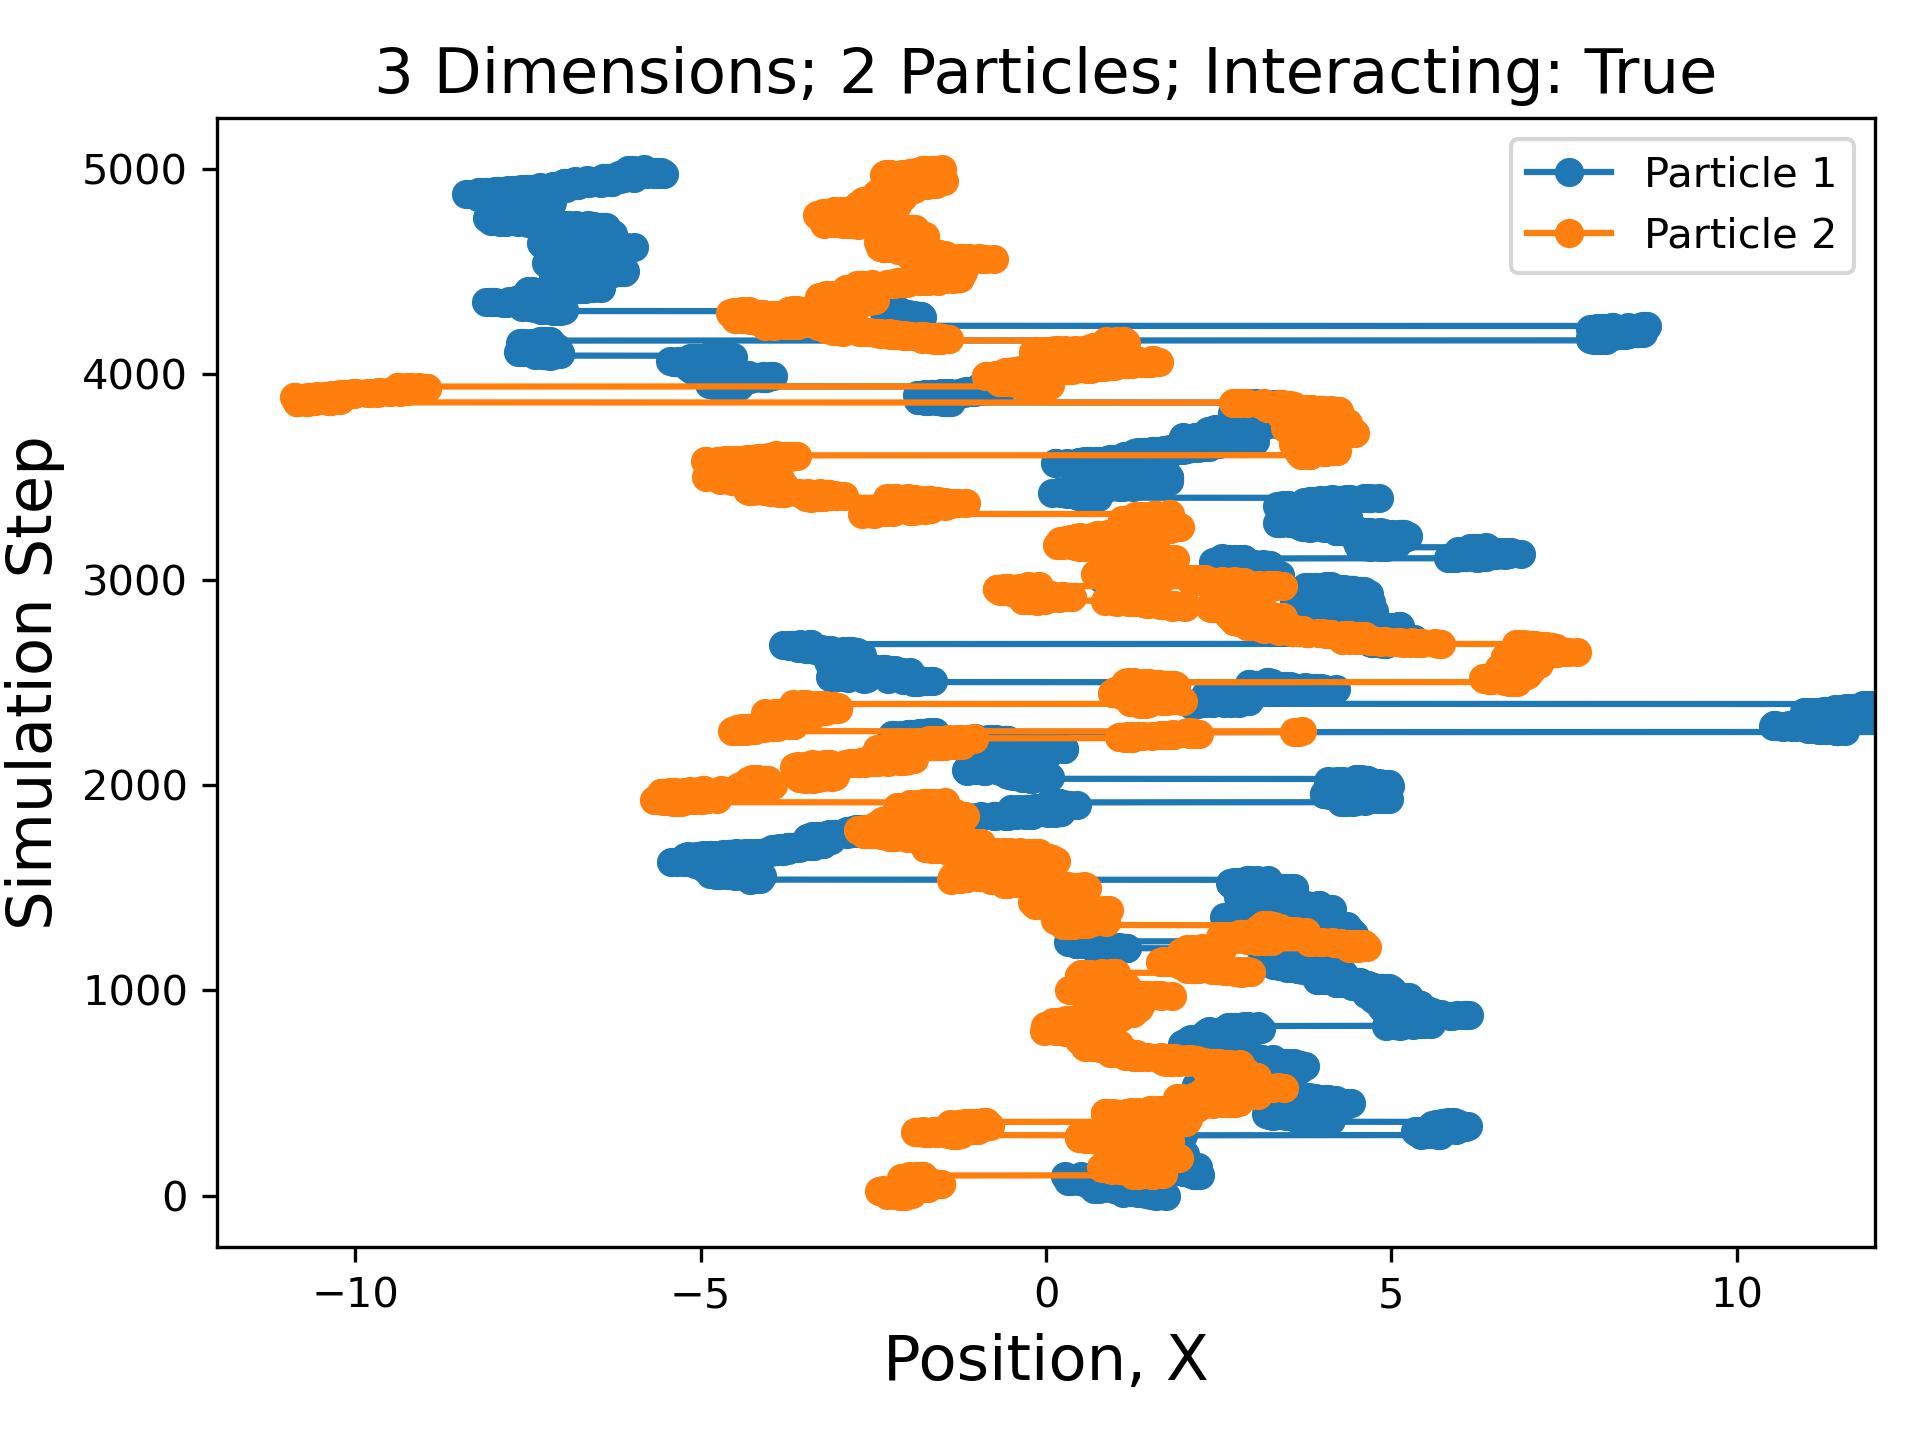 3 Dimensions; 2 Particles; Interacting: True
Particle 1
Particle 2
5000
4000
3000
2000
1000
0
Simulation Step
−10
−5
0
5
10
Position, X